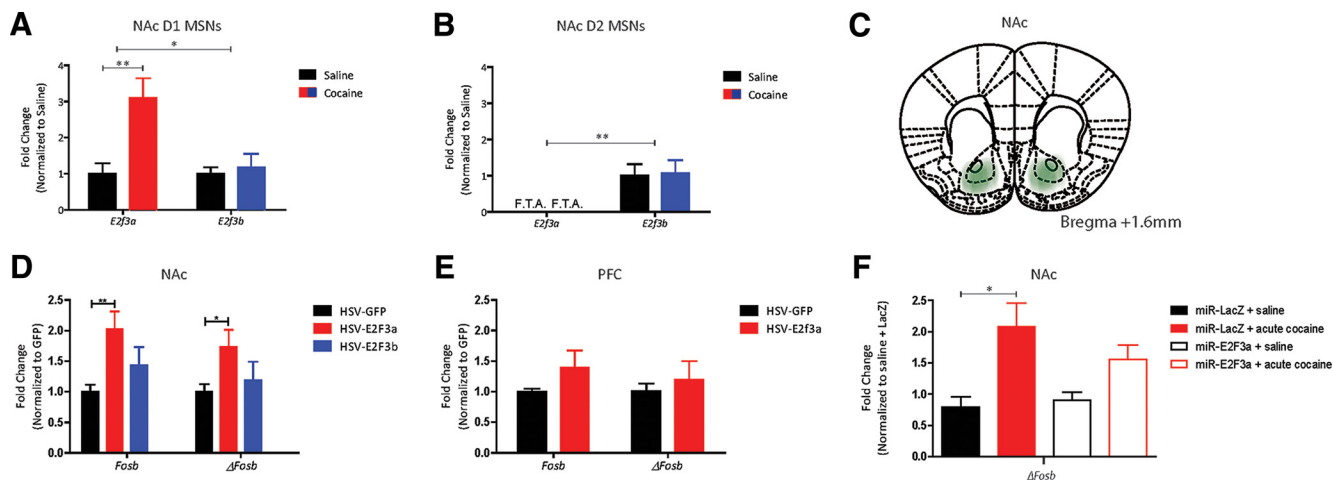 A
NAc D1 MSNs
*
**
4
3
2
1
0
Fold Change
(Normalized to Saline)
E2f3a
E2f3b
Saline
Cocaine
B
NAc D2 MSNs
**
4
3
2
1
0
Fold Change
(Normalized to Saline)
F.T.A. F.T.A.
E2f3a
E2f3b
Saline
Cocaine
C
NAc
Bregma +1.6mm
D
NAc
**
*
2.5
2.0
1.5
1.0
0.5
0.0
Fold Change
(Normalized to GFP)
Fosb
ΔFosb
HSV-GFP
HSV-E2F3a
HSV-E2F3b
E
PFC
2.5
2.0
1.5
1.0
0.5
0.0
Fold Change
(Normalized to GFP)
Fosb
ΔFosb
HSV-GFP
HSV-E2f3a
F
NAc
*
2.5
2.0
1.5
1.0
0.5
0.0
Fold Change
(Normalized to saline + LacZ)
ΔFosb
miR-LacZ + saline
miR-LacZ + acute cocaine
miR-E2F3a + saline
miR-E2F3a + acute cocaine